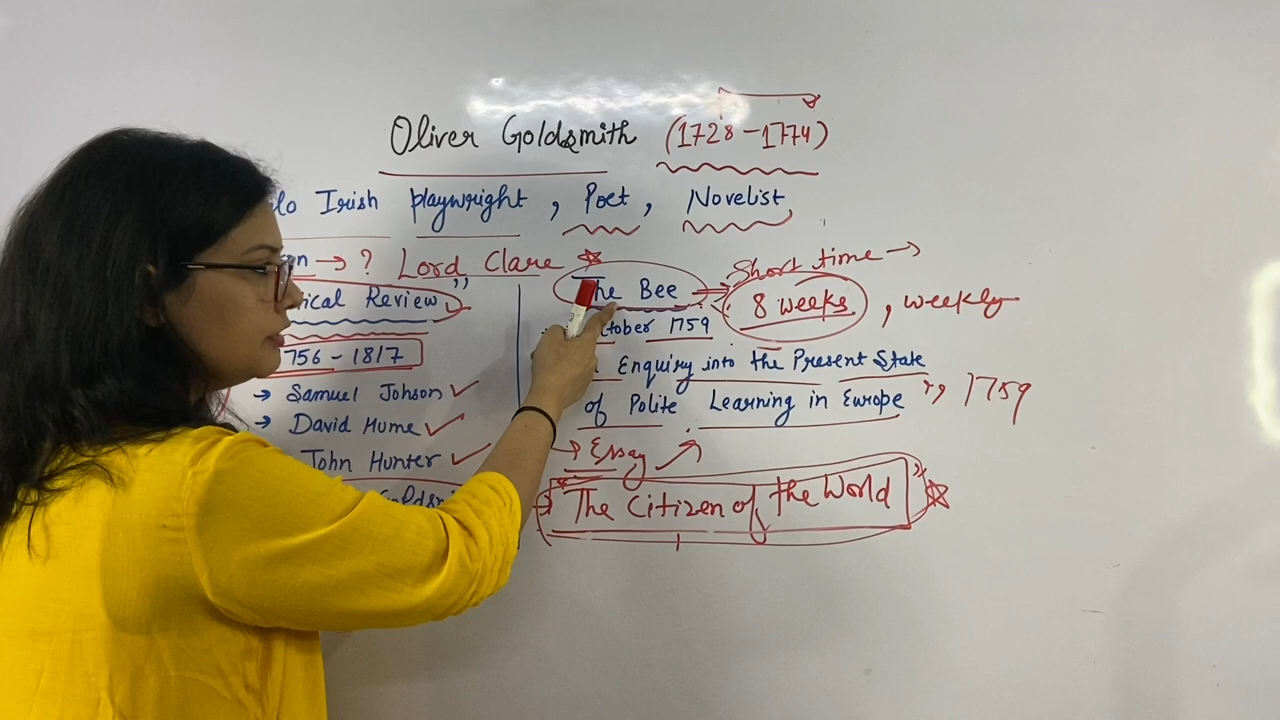 Oliver Goldsmith (1728-1774)
Irish playwright, Poet, Novelist
→ ? Lord Clare
Review"
1756 - 1817
→ Samuel Johson
→ David Hume
John Hunter
The Bee
Short time →
8 weeks, weekly
October 1759
Enquiry into the Present State
of Polite Learning in Europe", 1759
→ Essay
"The Citizen of the World"